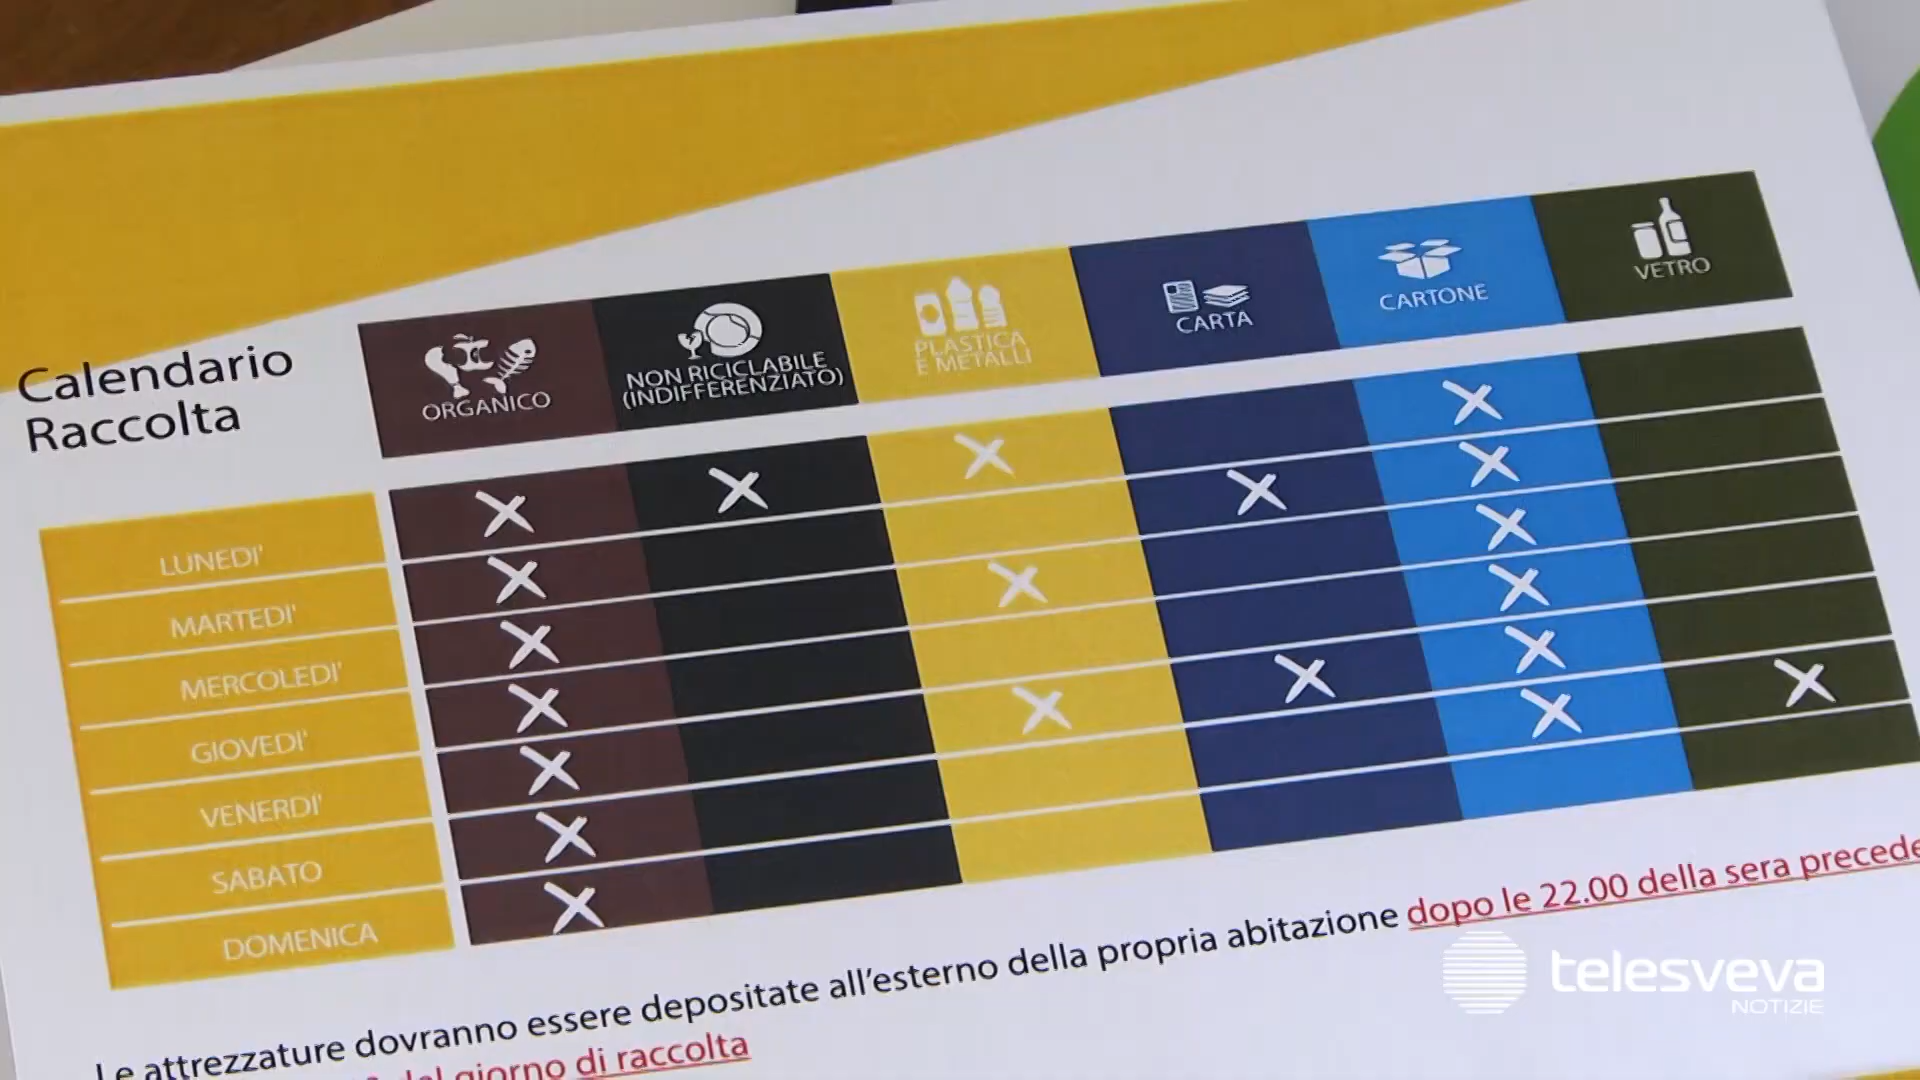 Calendario
Raccolta
ORGANICO
NON RICICLABILE
(INDIFFERENZIATO)
PLASTICA
E METALLI
CARTA
CARTONE
VETRO
LUNEDI'
MARTEDI'
MERCOLEDI'
GIOVEDI'
VENERDI'
SABATO
DOMENICA
Le attrezzature dovranno essere depositate all'esterno della propria abitazione dopo le 22.00 della sera precede
del giorno di raccolta
telesveva
NOTIZIE